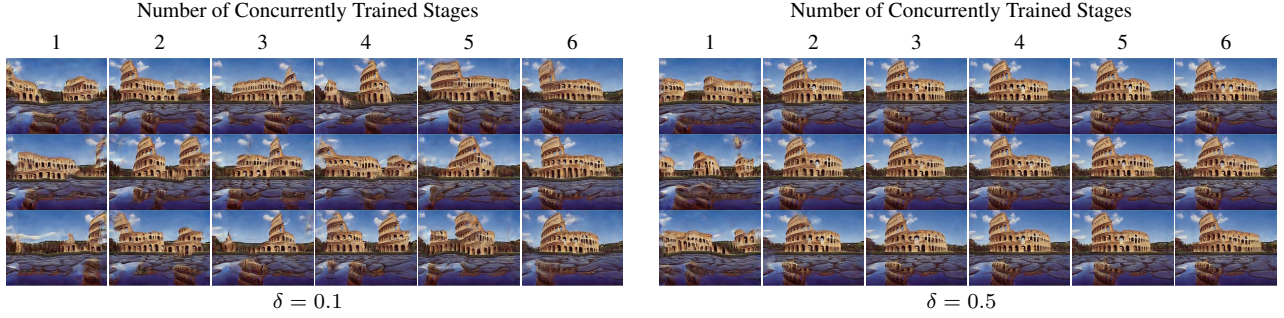 Number of Concurrently Trained Stages
1 2 3 4 5 6
δ = 0.1
Number of Concurrently Trained Stages
1 2 3 4 5 6
δ = 0.5